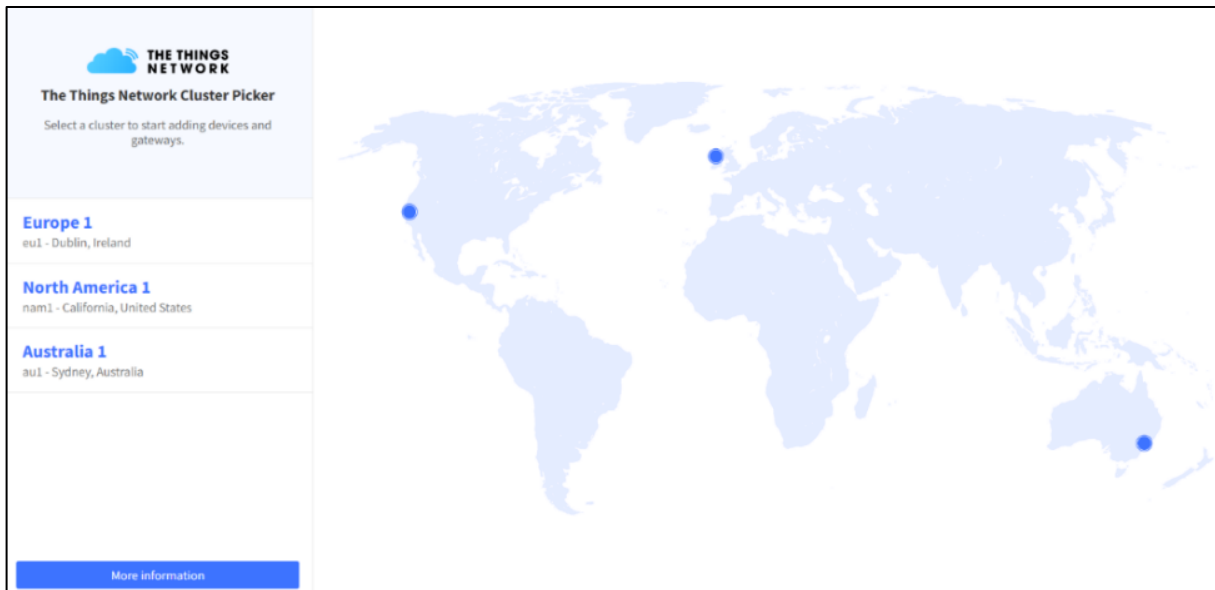 THE THINGS
NETWORK
The Things Network Cluster Picker
Select a cluster to start adding devices and
gateways.
Europe 1
eu1 - Dublin, Ireland
North America 1
nam1 - California, United States
Australia 1
au1 - Sydney, Australia
More information